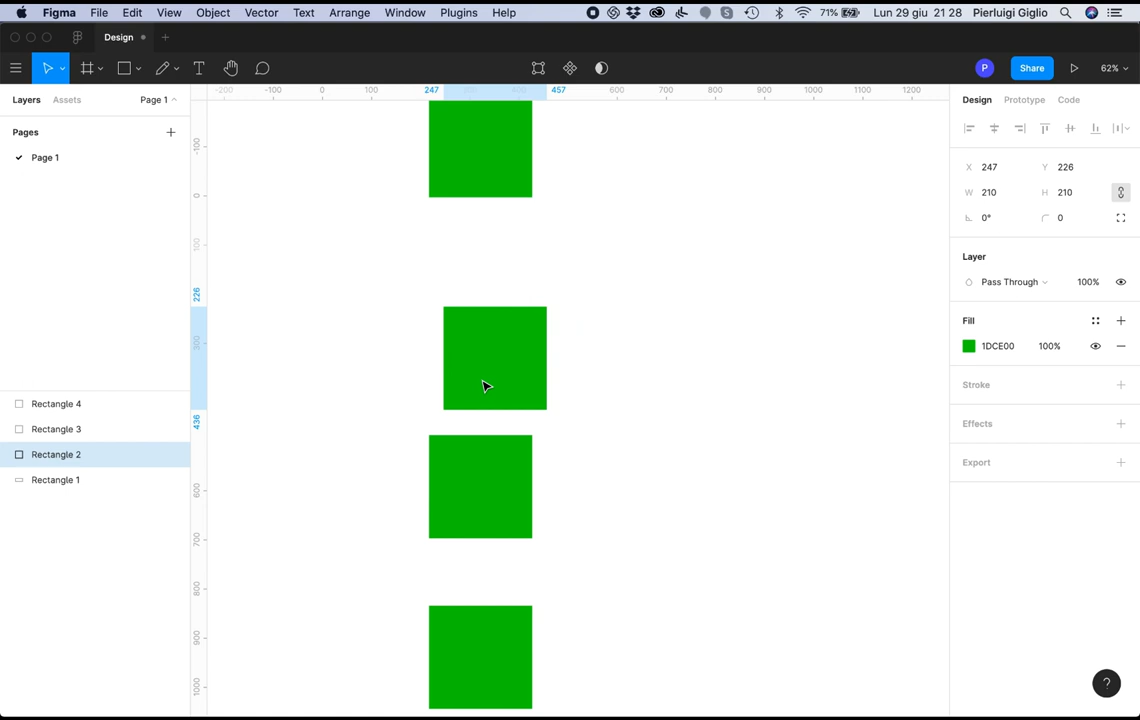 Figma File Edit View Object Vector Text Arrange Window Plugins Help 71% Lun 29 giu 21 28 Pierluigi Giglio
Design +
P Share 62%
Layers Assets Page 1
-200 -100 0 100 247 457 600 700 800 900 1000 1100 1200
Design Prototype Code
Pages +
Page 1
X 247 Y 226
W 210 H 210
0° 0
Layer
Pass Through 100%
Fill
1DCE00 100%
Stroke
Effects
Export
-100
0
100
226
300
436
600
700
800
900
1000
Rectangle 4
Rectangle 3
Rectangle 2
Rectangle 1
?